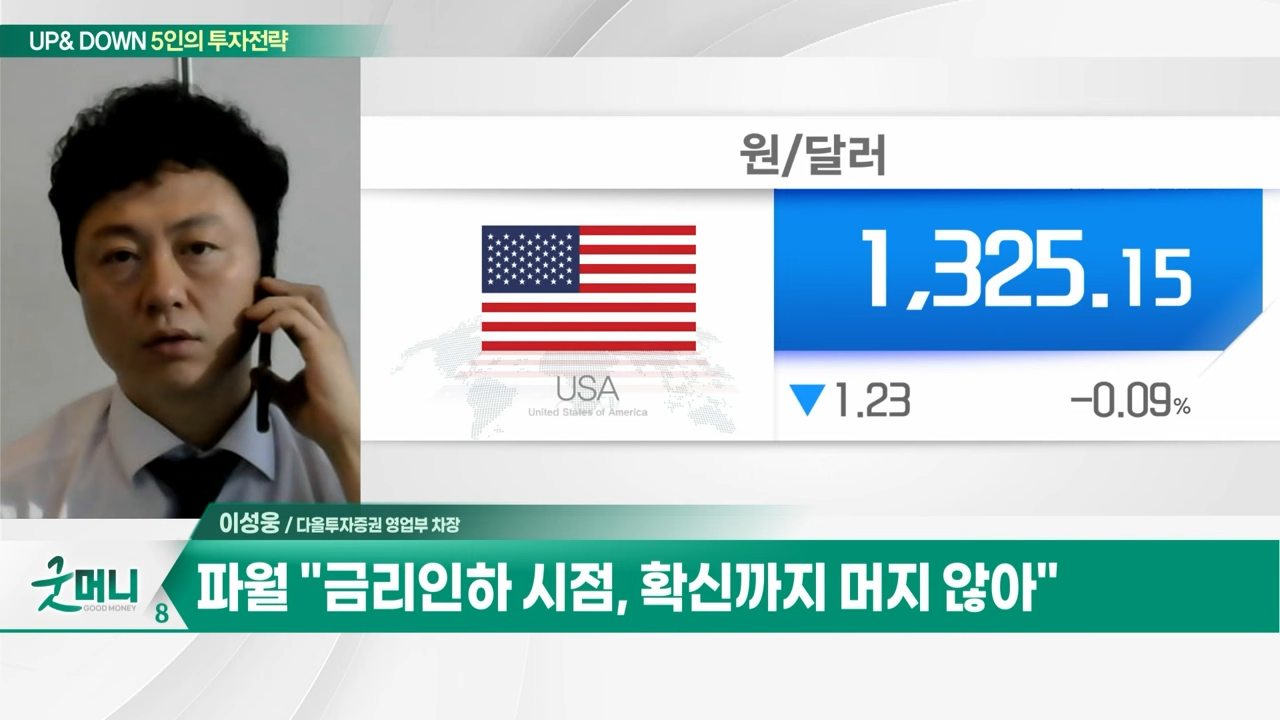 UP& DOWN 5인의 투자전략
원/달러
1,325.15
USA
United States of America
▼ 1.23 -0.09%
이성웅 / 다올투자증권 영업부 차장
굿머니
GOOD MONEY
8
파월 "금리인하 시점, 확신까지 머지 않아"